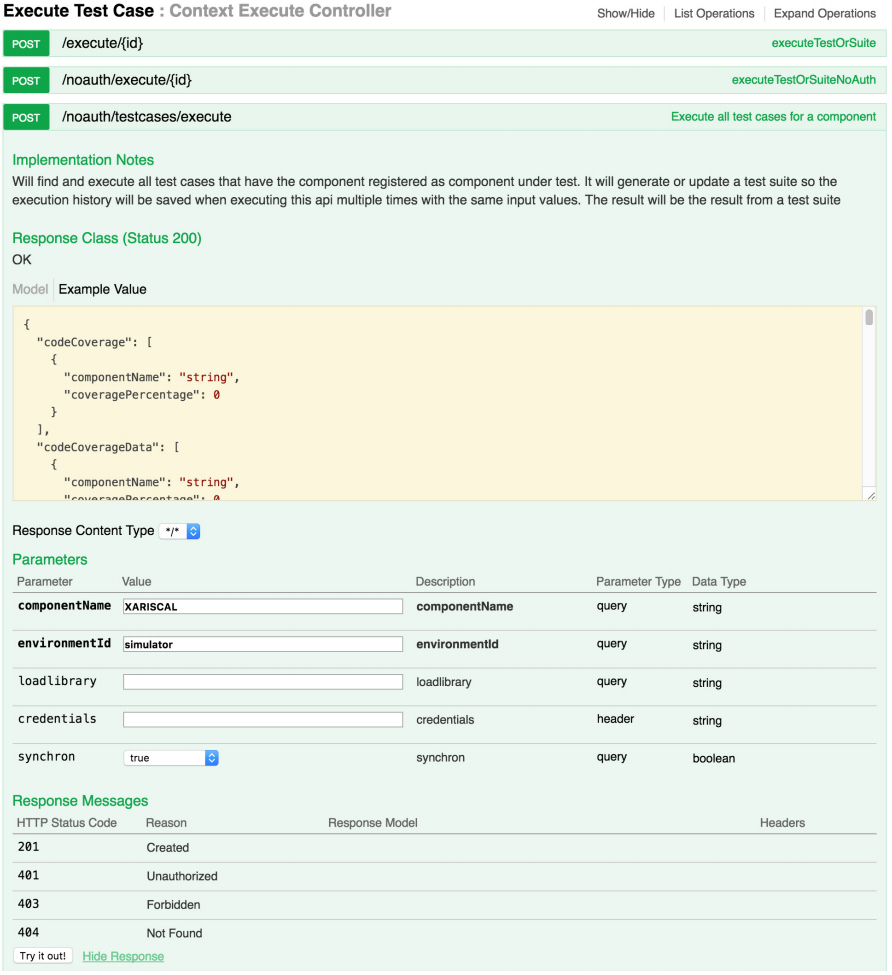 Execute Test Case : Context Execute Controller
Show/Hide List Operations Expand Operations
POST /execute/{id} executeTestOrSuite
POST /noauth/execute/{id} executeTestOrSuiteNoAuth
POST /noauth/testcases/execute Execute all test cases for a component
Implementation Notes
Will find and execute all test cases that have the component registered as component under test. It will generate or update a test suite so the
execution history will be saved when executing this api multiple times with the same input values. The result will be the result from a test suite
Response Class (Status 200)
OK
Model Example Value
{
"codeCoverage": [
{
"componentName": "string",
"coveragePercentage": 0
}
],
"codeCoverageData": [
{
"componentName": "string",
"coveragePercentage": 0
Response Content Type */*
Parameters
Parameter Value Description Parameter Type Data Type
componentName XARISCAL componentName query string
environmentId simulator environmentId query string
loadlibrary loadlibrary query string
credentials credentials header string
synchron true synchron query boolean
Response Messages
HTTP Status Code Reason Response Model Headers
201 Created
401 Unauthorized
403 Forbidden
404 Not Found
Try it out! Hide Response